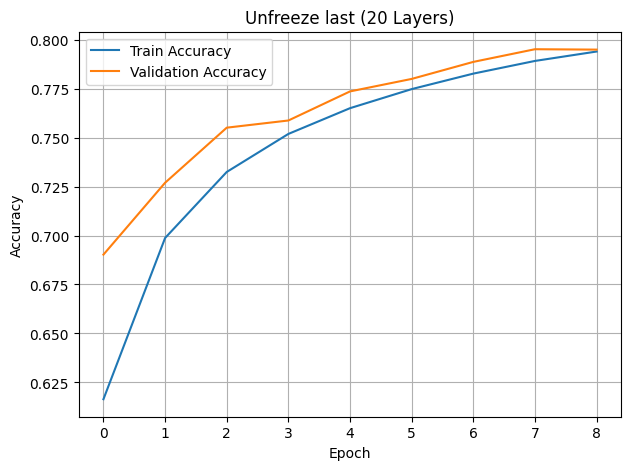 Unfreeze last (20 Layers)
Train Accuracy
Validation Accuracy
0.800
0.775
0.750
0.725
0.700
0.675
0.650
0.625
Accuracy
0 1 2 3 4 5 6 7 8
Epoch